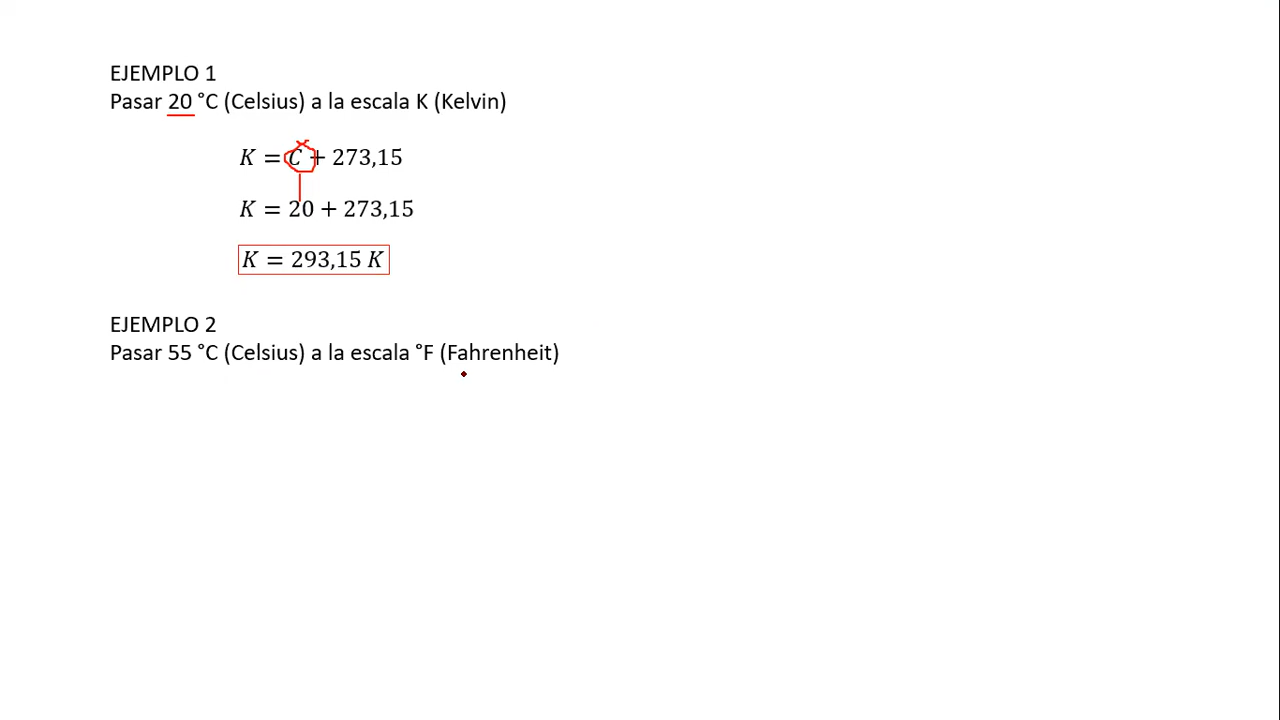 EJEMPLO 1
Pasar 20 °C (Celsius) a la escala K (Kelvin)
K = C + 273,15
K = 20 + 273,15
K = 293,15 K
EJEMPLO 2
Pasar 55 °C (Celsius) a la escala °F (Fahrenheit)